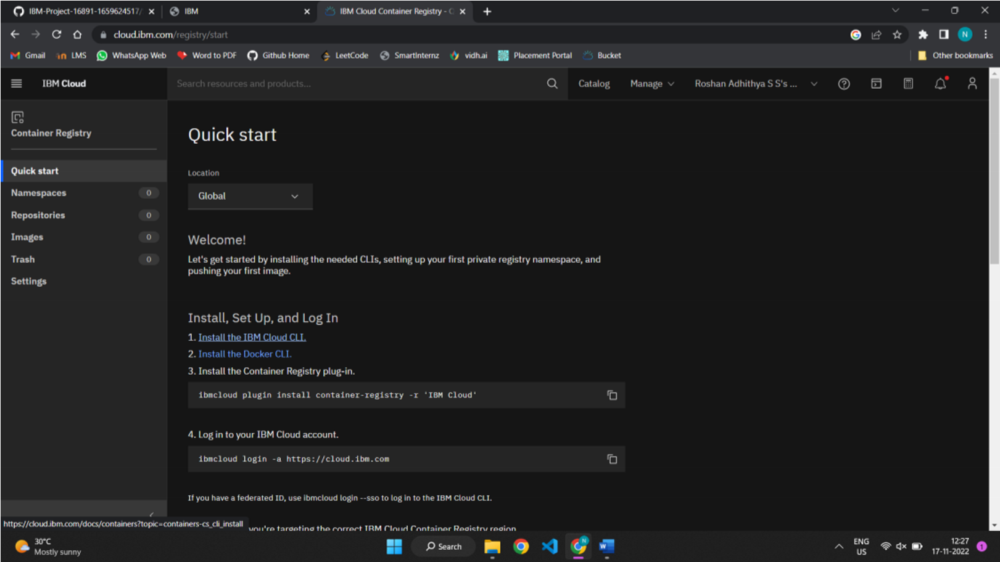 IBM-Project-16891-1659624517/
IBM
IBM Cloud Container Registry -
cloud.ibm.com/registry/start
N
Gmail
LMS
WhatsApp Web
Word to PDF
Github Home
LeetCode
SmartInternz
vidh.ai
Placement Portal
Bucket
Other bookmarks
IBM Cloud
Search resources and products...
Catalog
Manage
Roshan Adhithya S S's ...
Container Registry
Quick start
Namespaces 0
Repositories 0
Images 0
Trash 0
Settings
Quick start
Location
Global
Welcome!
Let's get started by installing the needed CLIs, setting up your first private registry namespace, and
pushing your first image.
Install, Set Up, and Log In
1. Install the IBM Cloud CLI.
2. Install the Docker CLI.
3. Install the Container Registry plug-in.
ibmcloud plugin install container-registry -r 'IBM Cloud'
4. Log in to your IBM Cloud account.
ibmcloud login -a https://cloud.ibm.com
If you have a federated ID, use ibmcloud login --sso to log in to the IBM Cloud CLI.
you're targeting the correct IBM Cloud Container Registry region
https://cloud.ibm.com/docs/containers?topic=containers-cs_cli_install
30°C
Mostly sunny
Search
N
W
ENG
US
12:27
17-11-2022
1